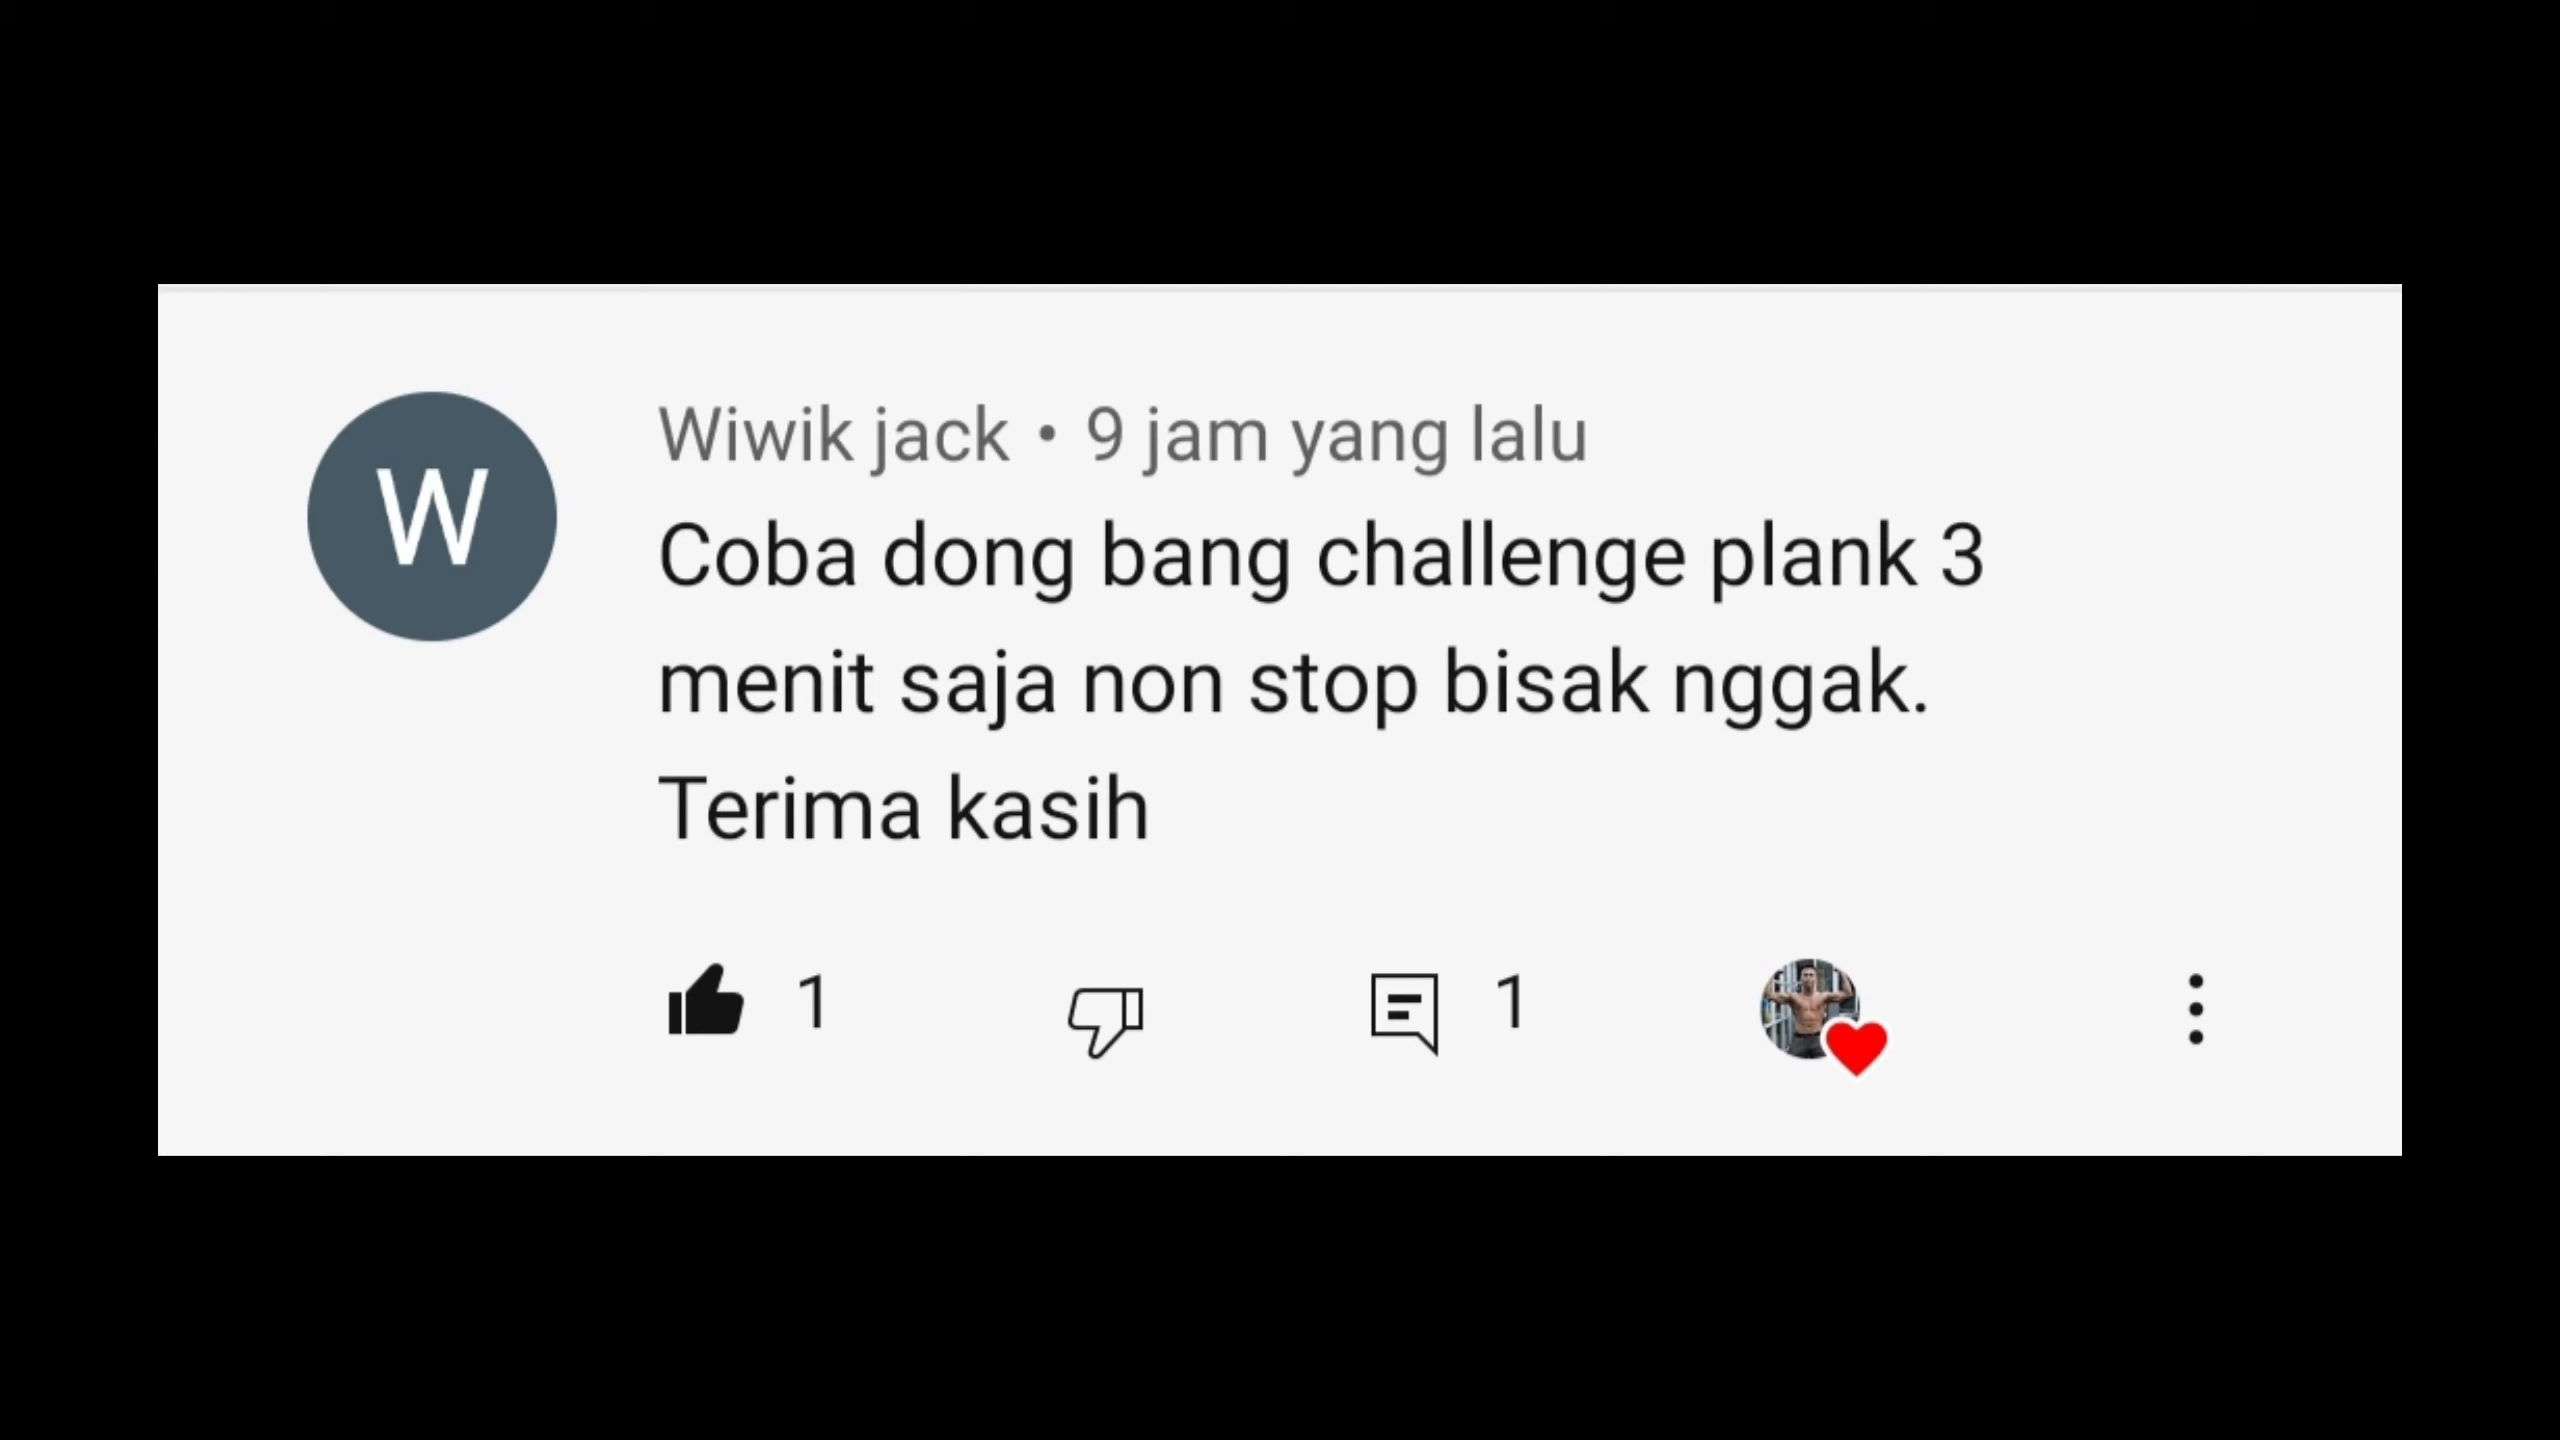 W
Wiwik jack • 9 jam yang lalu
Coba dong bang challenge plank 3
menit saja non stop bisak nggak.
Terima kasih
1
1